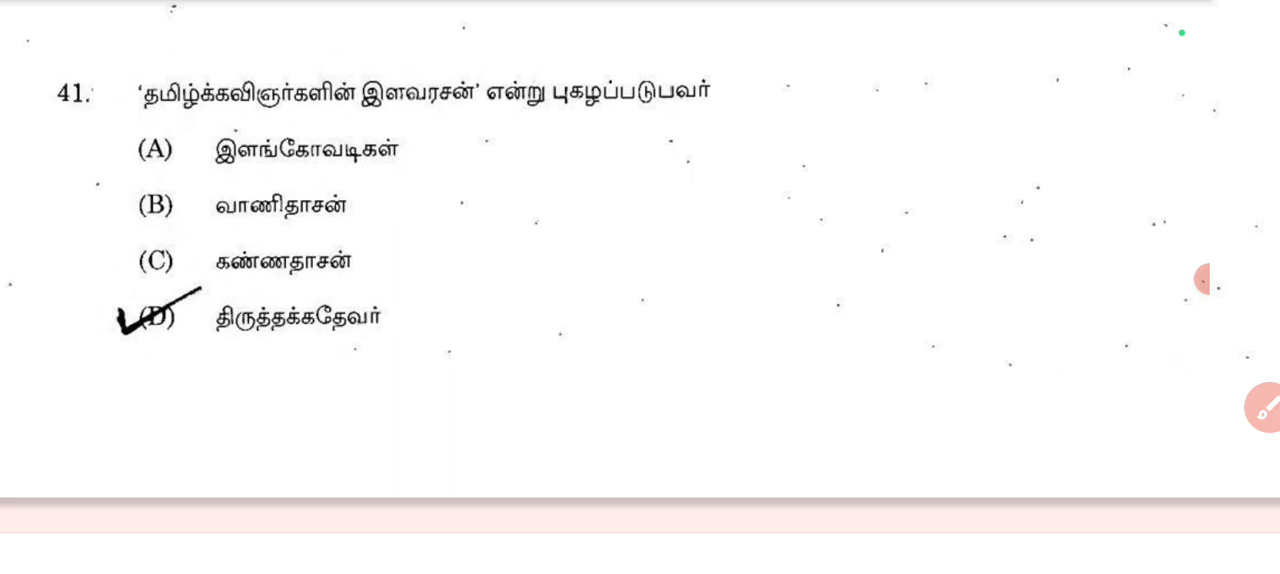 41. 'தமிழ்க்கவிஞர்களின் இளவரசன்' என்று புகழப்படுபவர்
(A) இளங்கோவடிகள்
(B) வாணிதாசன்
(C) கண்ணதாசன்
(D) திருத்தக்கதேவர்